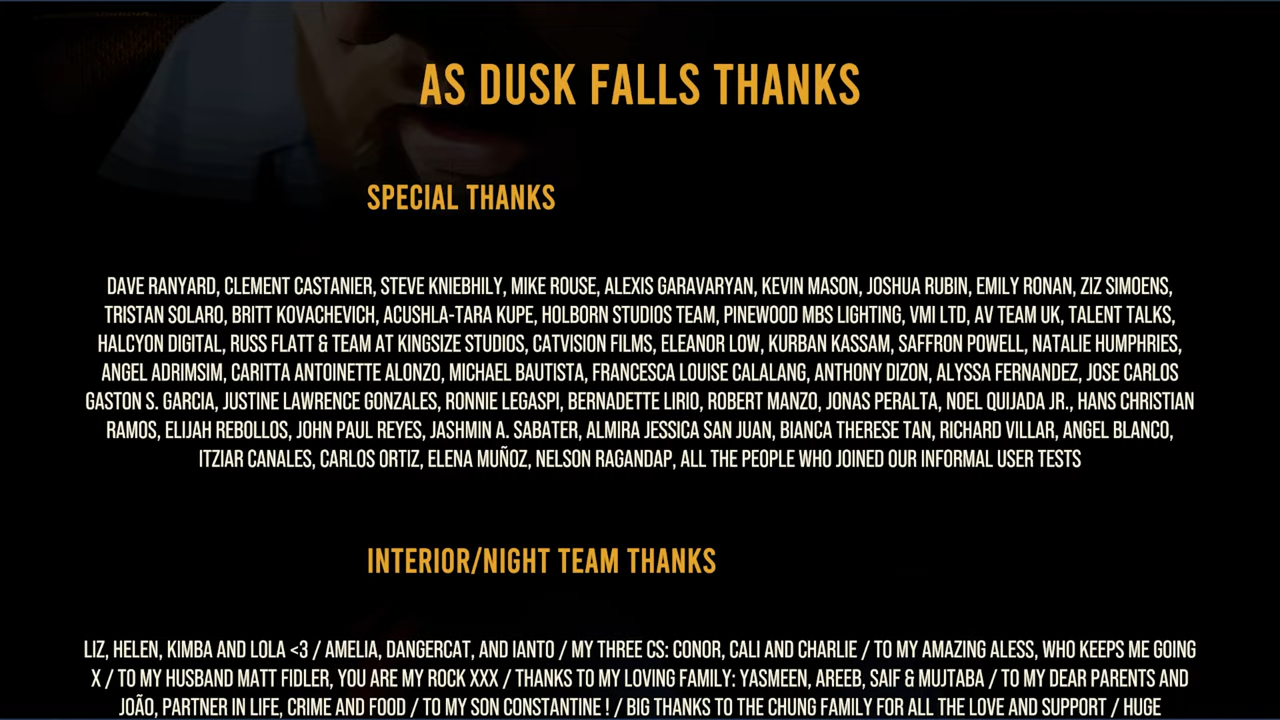 AS DUSK FALLS THANKS
SPECIAL THANKS
DAVE RANYARD, CLEMENT CASTANIER, STEVE KNIEBHILY, MIKE ROUSE, ALEXIS GARAVARYAN, KEVIN MASON, JOSHUA RUBIN, EMILY RONAN, ZIZ SIMOENS,
TRISTAN SOLARO, BRITT KOVACHEVICH, ACUSHLA-TARA KUPE, HOLBORN STUDIOS TEAM, PINEWOOD MBS LIGHTING, VMI LTD, AV TEAM UK, TALENT TALKS,
HALCYON DIGITAL, RUSS FLATT & TEAM AT KINGSIZE STUDIOS, CATVISION FILMS, ELEANOR LOW, KURBAN KASSAM, SAFFRON POWELL, NATALIE HUMPHRIES,
ANGEL ADRIMSIM, CARITTA ANTOINETTE ALONZO, MICHAEL BAUTISTA, FRANCESCA LOUISE CALALANG, ANTHONY DIZON, ALYSSA FERNANDEZ, JOSE CARLOS
GASTON S. GARCIA, JUSTINE LAWRENCE GONZALES, RONNIE LEGASPI, BERNADETTE LIRIO, ROBERT MANZO, JONAS PERALTA, NOEL QUIJADA JR., HANS CHRISTIAN
RAMOS, ELIJAH REBOLLOS, JOHN PAUL REYES, JASHMIN A. SABATER, ALMIRA JESSICA SAN JUAN, BIANCA THERESE TAN, RICHARD VILLAR, ANGEL BLANCO,
ITZIAR CANALES, CARLOS ORTIZ, ELENA MUÑOZ, NELSON RAGANDAP, ALL THE PEOPLE WHO JOINED OUR INFORMAL USER TESTS
INTERIOR/NIGHT TEAM THANKS
LIZ, HELEN, KIMBA AND LOLA <3 / AMELIA, DANGERCAT, AND IANTO / MY THREE CS: CONOR, CALI AND CHARLIE / TO MY AMAZING ALESS, WHO KEEPS ME GOING
X / TO MY HUSBAND MATT FIDLER, YOU ARE MY ROCK XXX / THANKS TO MY LOVING FAMILY: YASMEEN, AREEB, SAIF & MUJTABA / TO MY DEAR PARENTS AND
JOÃO, PARTNER IN LIFE, CRIME AND FOOD / TO MY SON CONSTANTINE ! / BIG THANKS TO THE CHUNG FAMILY FOR ALL THE LOVE AND SUPPORT / HUGE